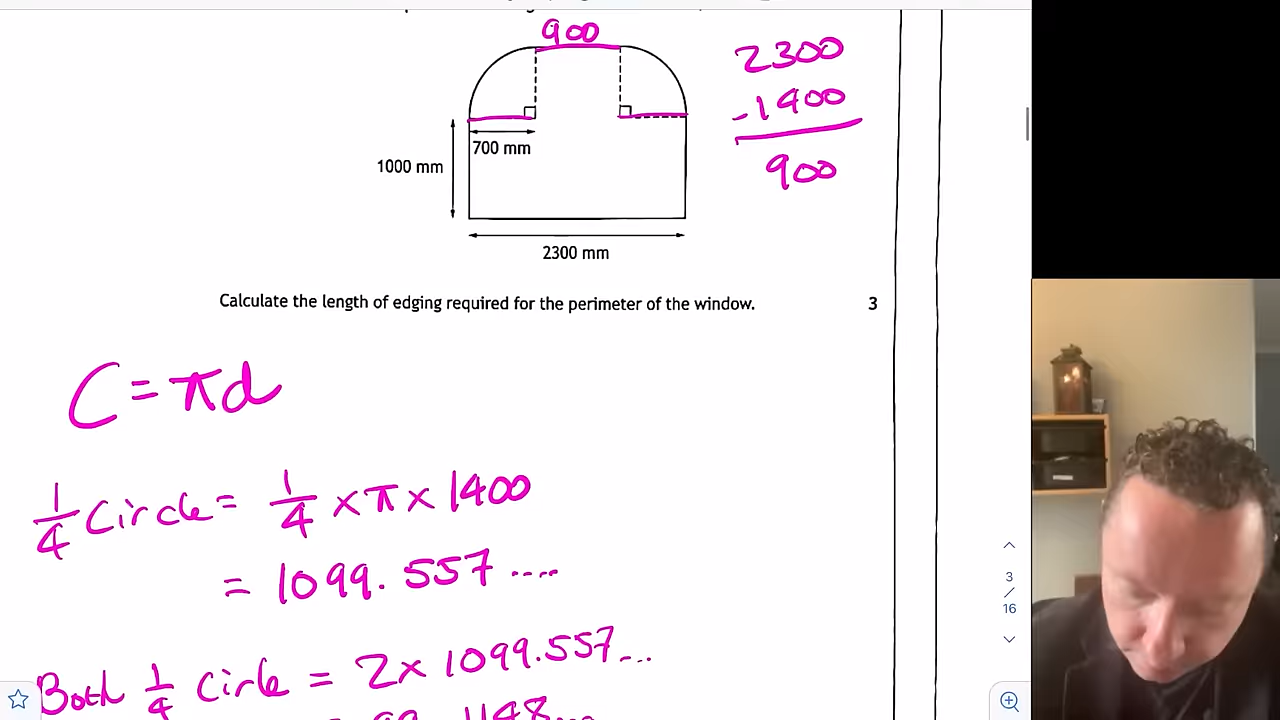 900
2300
-1400
900
700 mm
1000 mm
2300 mm
Calculate the length of edging required for the perimeter of the window. 3
C = πd
1/4 Circle = 1/4 × π × 1400
= 1099.557....
Both 1/4 Circle = 2 × 1099.557...
3
/
16